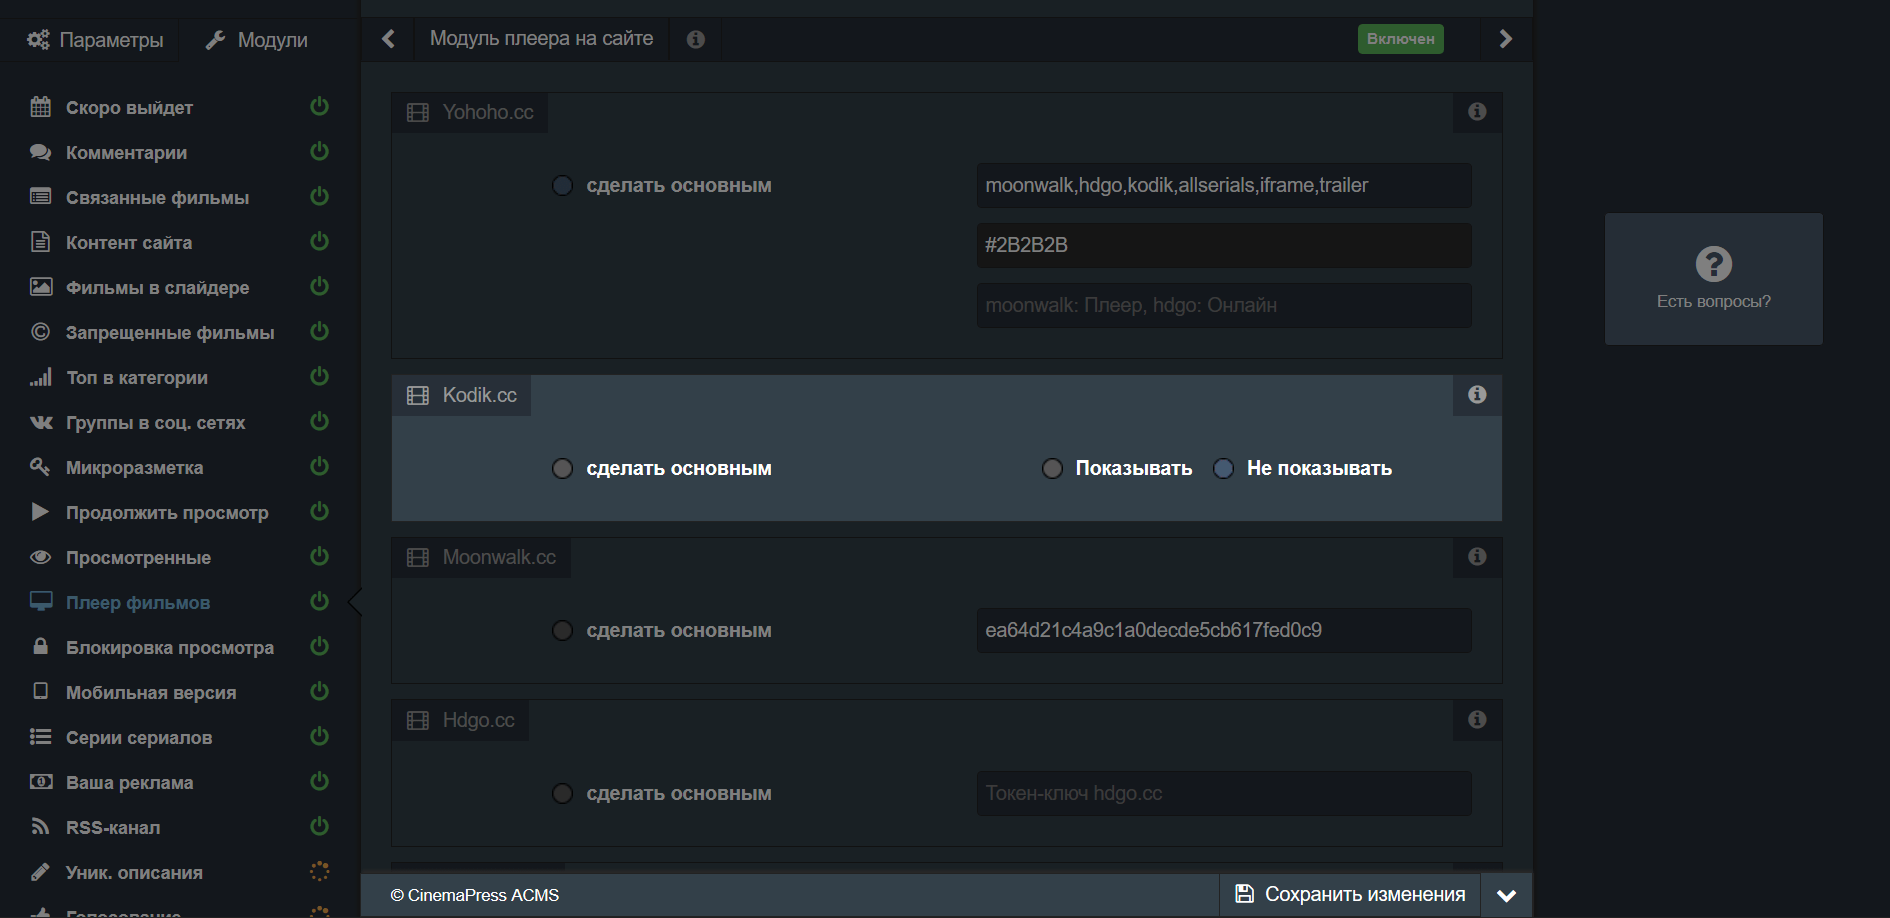 Параметры
Модули
Модуль плеера на сайте
Включен
Скоро выйдет
Комментарии
Связанные фильмы
Контент сайта
Фильмы в слайдере
Запрещенные фильмы
Топ в категории
Группы в соц. сетях
Микроразметка
Продолжить просмотр
Просмотренные
Плеер фильмов
Блокировка просмотра
Мобильная версия
Серии сериалов
Ваша реклама
RSS-канал
Уник. описания
Голосование
Yohoho.cc
сделать основным
moonwalk,hdgo,kodik,allserials,iframe,trailer
#2B2B2B
moonwalk: Плеер, hdgo: Онлайн
Kodik.cc
сделать основным
Показывать
Не показывать
Moonwalk.cc
сделать основным
ea64d21c4a9c1a0decde5cb617fed0c9
Hdgo.cc
сделать основным
Токен-ключ hdgo.cc
© CinemaPress ACMS
Сохранить изменения
Есть вопросы?